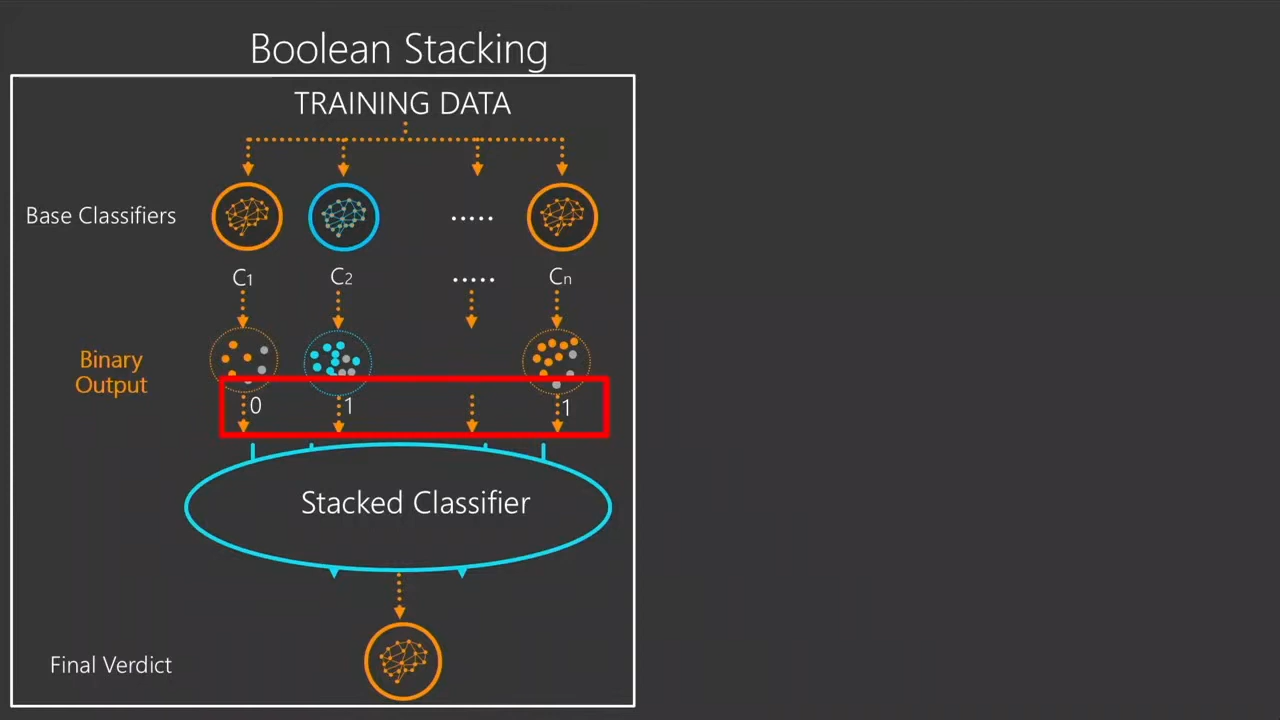 Boolean Stacking
TRAINING DATA
Base Classifiers
.....
C1 C2 ..... Cn
Binary
Output
0 1 1
Stacked Classifier
Final Verdict